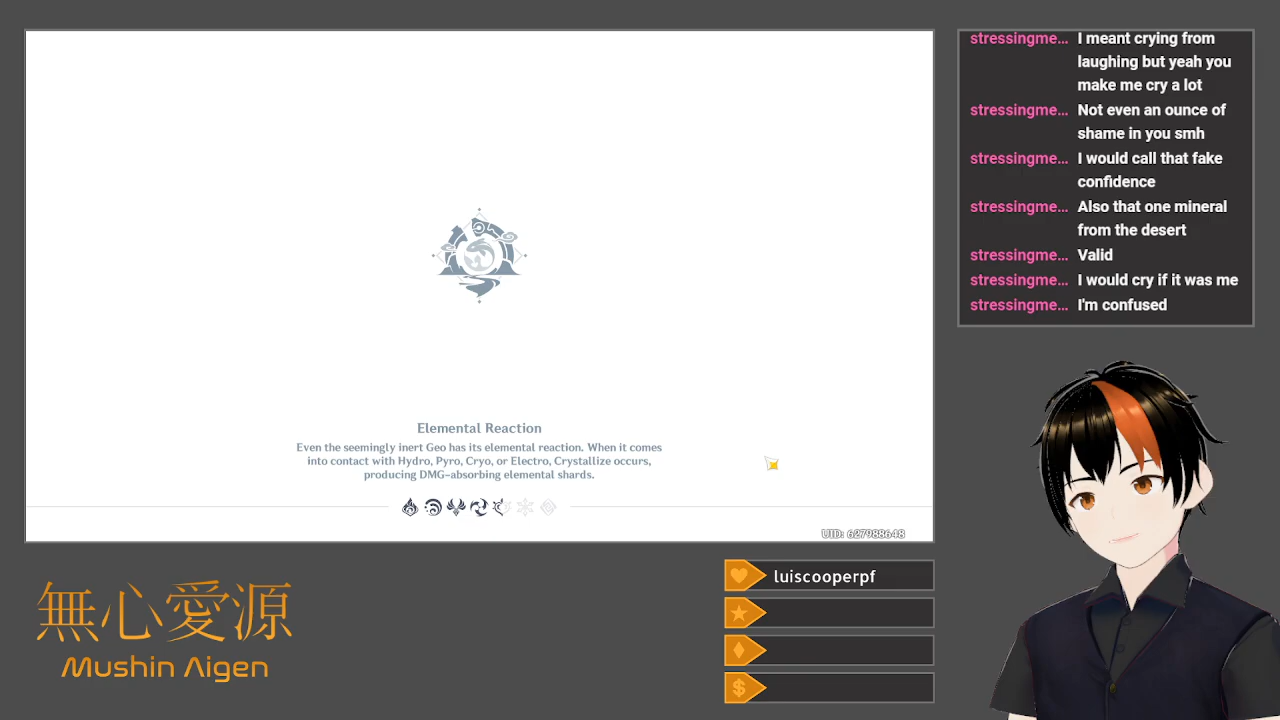 stressingme... I meant crying from
laughing but yeah you
make me cry a lot
stressingme... Not even an ounce of
shame in you smh
stressingme... I would call that fake
confidence
stressingme... Also that one mineral
from the desert
stressingme... Valid
stressingme... I would cry if it was me
stressingme... I'm confused
Elemental Reaction
Even the seemingly inert Geo has its elemental reaction. When it comes
into contact with Hydro, Pyro, Cryo, or Electro, Crystallize occurs,
producing DMG-absorbing elemental shards.
UID: 627988648
luiscooperpf
無心愛源
Mushin Aigen